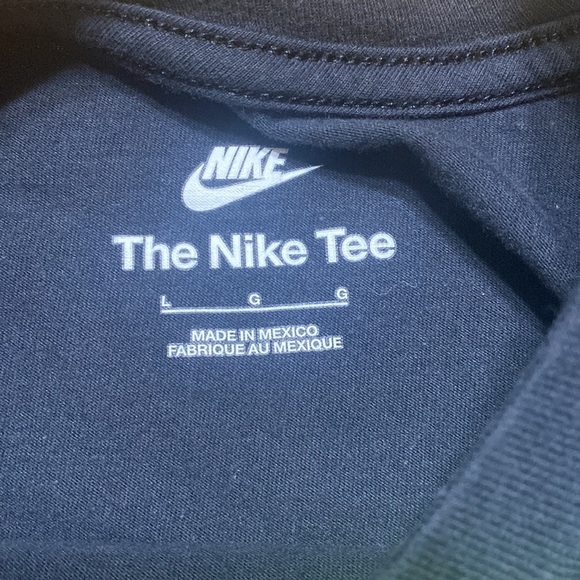 NIKE
The Nike Tee
L G G
MADE IN MEXICO
FABRIQUE AU MEXIQUE